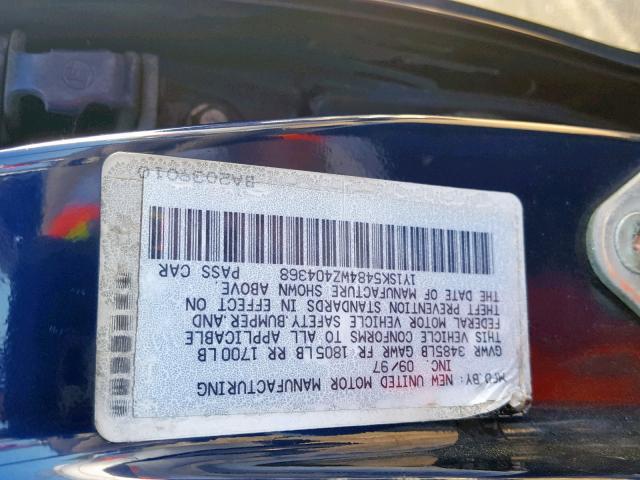 MFD.BY: NEW UNITED MOTOR MANUFACTURING
INC. 09/97
GVWR 3485LB GAWR FR 1805LB RR 1700LB
THIS VEHICLE CONFORMS TO ALL APPLICABLE
FEDERAL MOTOR VEHICLE SAFETY.BUMPER.AND
THEFT PREVENTION STANDARDS IN EFFECT ON
THE DATE OF MANUFACTURE SHOWN ABOVE.
1Y1SK5484WZ404368 PASS CAR
BA2039010